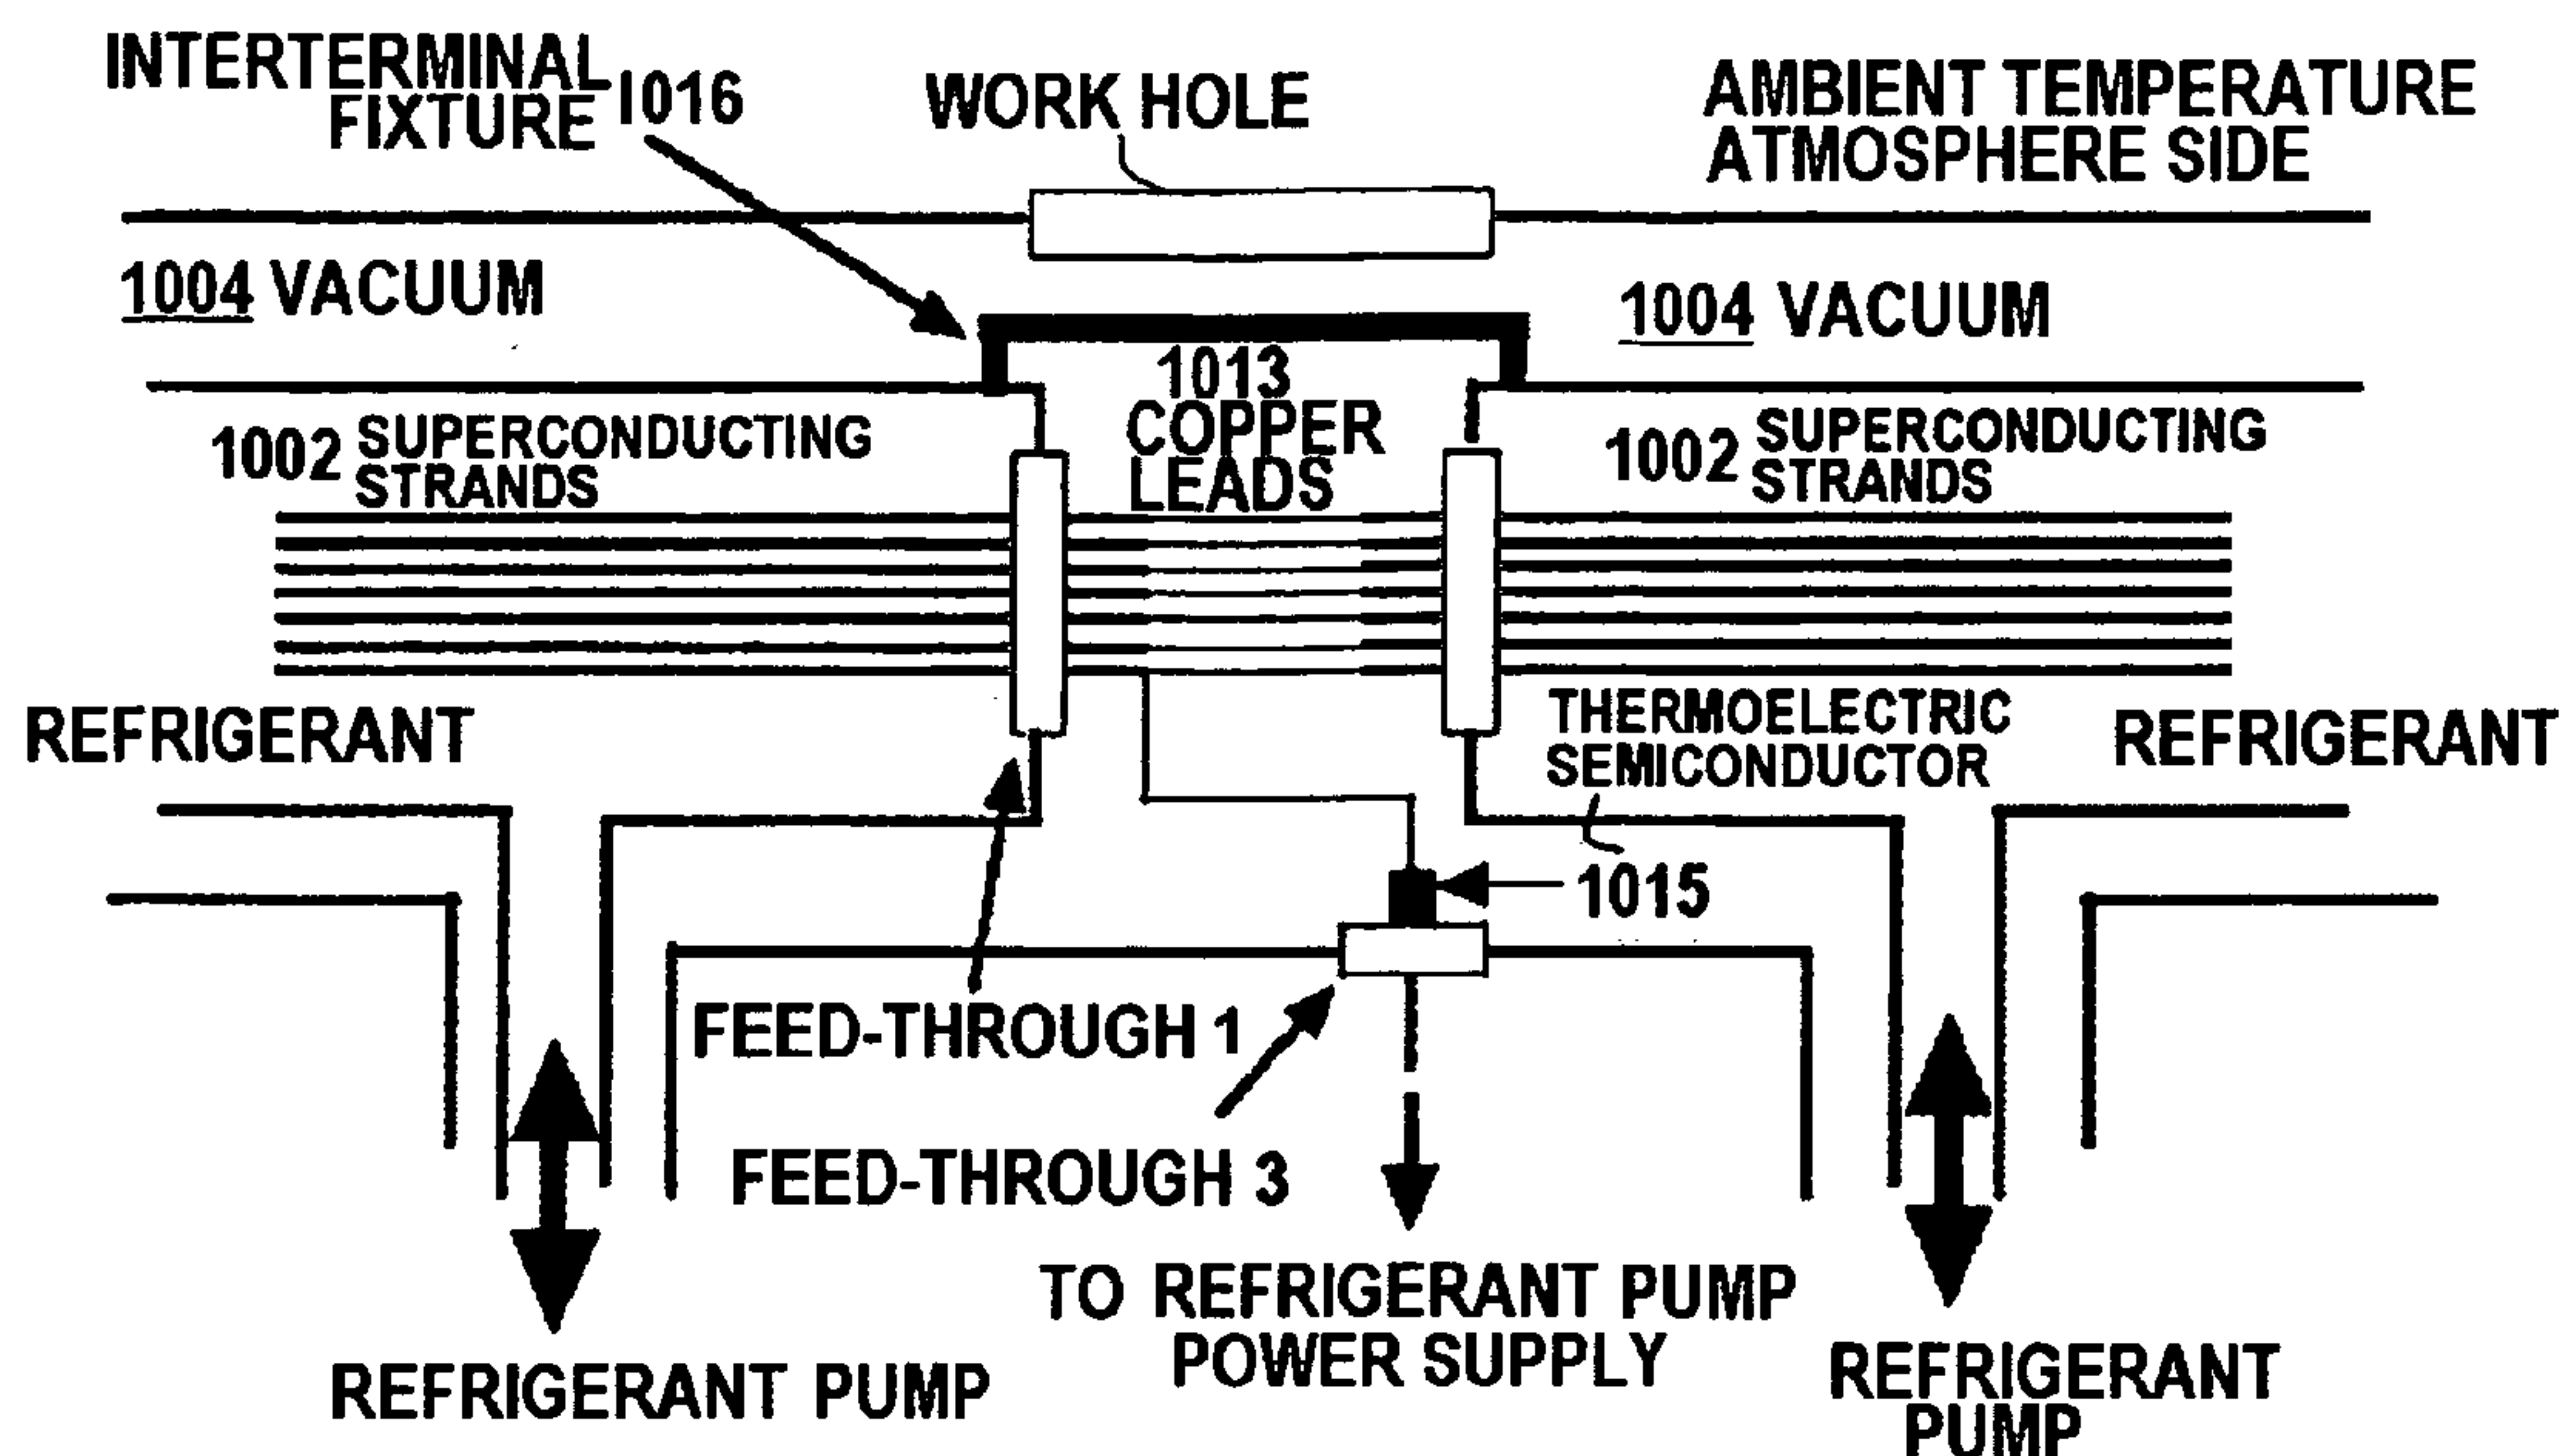 INTERTERMINAL
FIXTURE 1016
WORK HOLE
AMBIENT TEMPERATURE
ATMOSPHERE SIDE
1004 VACUUM
1004 VACUUM
1013
COPPER
LEADS
1002 SUPERCONDUCTING
STRANDS
1002 SUPERCONDUCTING
STRANDS
REFRIGERANT
THERMOELECTRIC
SEMICONDUCTOR
REFRIGERANT
1015
FEED-THROUGH 1
FEED-THROUGH 3
TO REFRIGERANT PUMP
POWER SUPPLY
REFRIGERANT PUMP
REFRIGERANT
PUMP